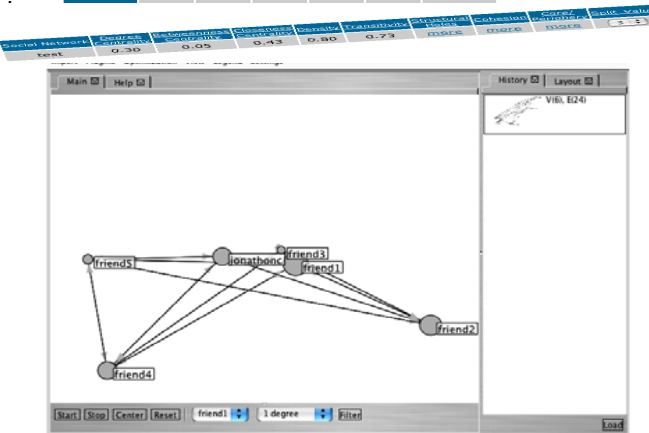 Social Network Degree Centrality Betweenness Centrality Closeness Centrality Density Transitivity Structural Holes Cohesion Core/Periphery Split Value
test 0.30 0.05 0.43 0.80 0.73 more more more 3
Main Help
History Layout
V(6), E(24)
friend3
friend5 jonathonc friend1
friend2
friend4
Start Stop Center Reset friend1 1 degree Filter
Load